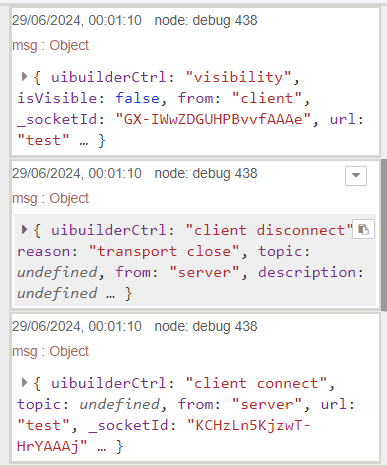 29/06/2024, 00:01:10 node: debug 438
msg : Object
{ uibuilderCtrl: "visibility",
isVisible: false, from: "client",
_socketId: "GX-IWwZDGUHPBvvfAAAe", url:
"test" … }
29/06/2024, 00:01:10 node: debug 438
msg : Object
{ uibuilderCtrl: "client disconnect"
reason: "transport close", topic:
undefined, from: "server", description:
undefined … }
29/06/2024, 00:01:10 node: debug 438
msg : Object
{ uibuilderCtrl: "client connect",
topic: undefined, from: "server", url:
"test", _socketId: "KCHzLn5KjzwT-
HrYAAAj" … }